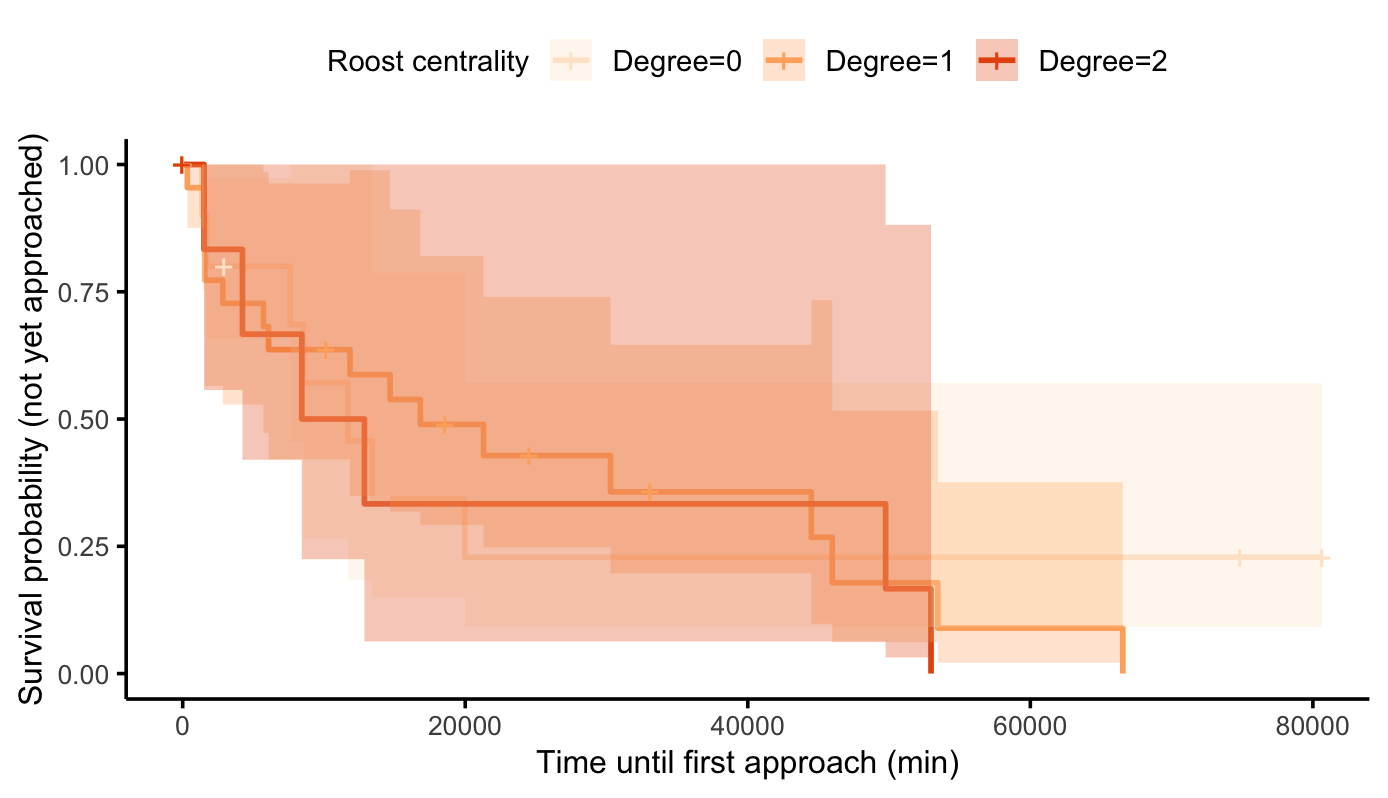 Roost centrality Degree=0 Degree=1 Degree=2
Survival probability (not yet approached)
1.00
0.75
0.50
0.25
0.00
0 20000 40000 60000 80000
Time until first approach (min)